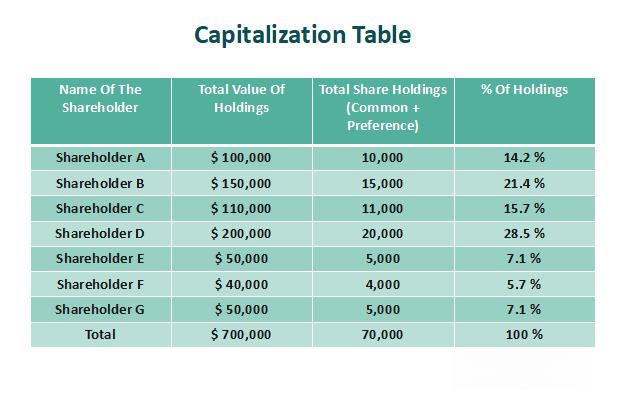 Capitalization Table
Name Of The Shareholder Total Value Of Holdings Total Share Holdings (Common + Preference) % Of Holdings
Shareholder A $ 100,000 10,000 14.2 %
Shareholder B $ 150,000 15,000 21.4 %
Shareholder C $ 110,000 11,000 15.7 %
Shareholder D $ 200,000 20,000 28.5 %
Shareholder E $ 50,000 5,000 7.1 %
Shareholder F $ 40,000 4,000 5.7 %
Shareholder G $ 50,000 5,000 7.1 %
Total $ 700,000 70,000 100 %